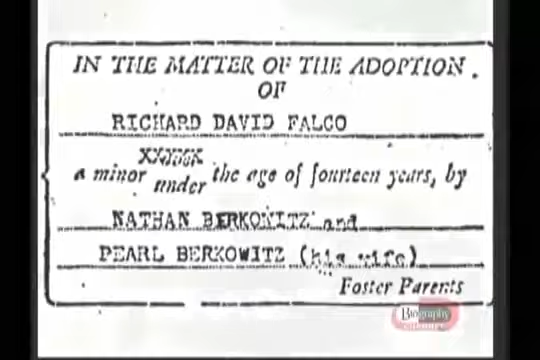 IN THE MATTER OF THE ADOPTION
OF
RICHARD DAVID FALCO
a minor under the age of fourteen years, by
NATHAN BERKOWITZ and
PEARL BERKOWITZ (his wife)
Foster Parents
Biography